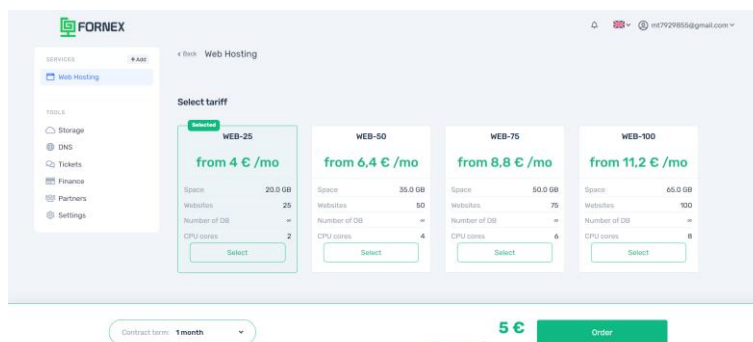 FORNEX
mt7929855@gmail.com
SERVICES
+Add
Web Hosting
TOOLS
Storage
DNS
Tickets
Finance
Partners
Settings
‹ Back Web Hosting
Select tariff
Selected
WEB-25
from 4 € /mo
Space 20.0 GB
Websites 25
Number of DB ∞
CPU cores 2
Select
WEB-50
from 6,4 € /mo
Space 35.0 GB
Websites 50
Number of DB ∞
CPU cores 4
Select
WEB-75
from 8,8 € /mo
Space 50.0 GB
Websites 75
Number of DB ∞
CPU cores 6
Select
WEB-100
from 11,2 € /mo
Space 65.0 GB
Websites 100
Number of DB ∞
CPU cores 8
Select
Contract term: 1 month
5 €
Order